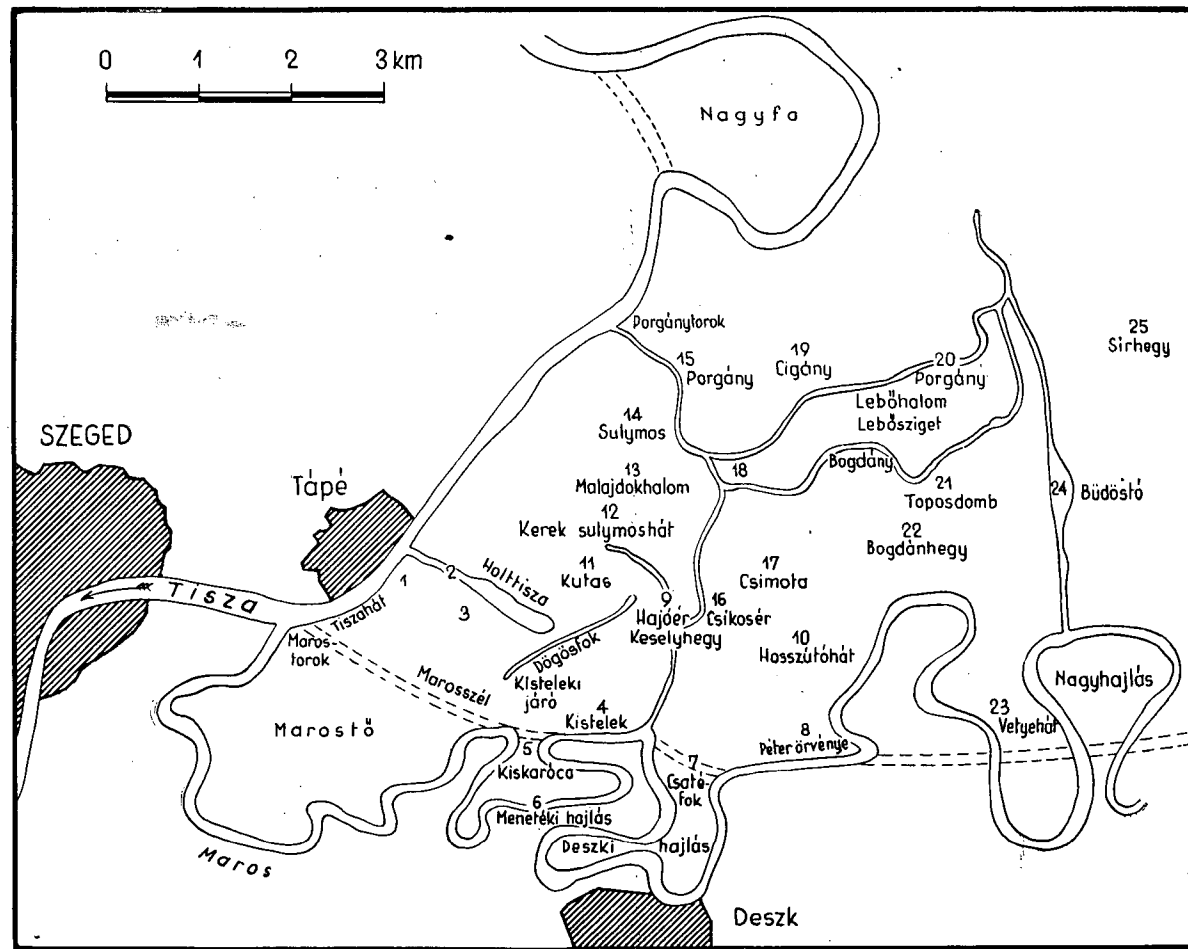 0 1 2 3 km
Nagyfa
Porgánytorok
15
Porgány
19
Cigány
20
Porgány
Lebőhalom
Lebősziget
25
Sírhegy
14
Sulymos
SZEGED
Tápé
13
Malajdokhalom
18
Bogdány
21
Toposdomb
24
Büdöstó
12
Kerek sulymoshát
22
Bogdánhegy
Tisza
1
Tiszahát
2
Holttisza
3
11
Kutas
17
Csimota
9
Hajóér
Keselyhegy
16
Csikosér
10
Hosszútóhát
Maros-
torok
Marosszél
Dögösfok
Kisteleki
járó
4
Kistelek
Marostő
Nagyhajlás
23
Vetyehát
8
Péter örvénye
5
Kiskaróca
7
Csaté-
fok
6
Menetéki hajlás
Deszki hajlás
Maros
Deszk